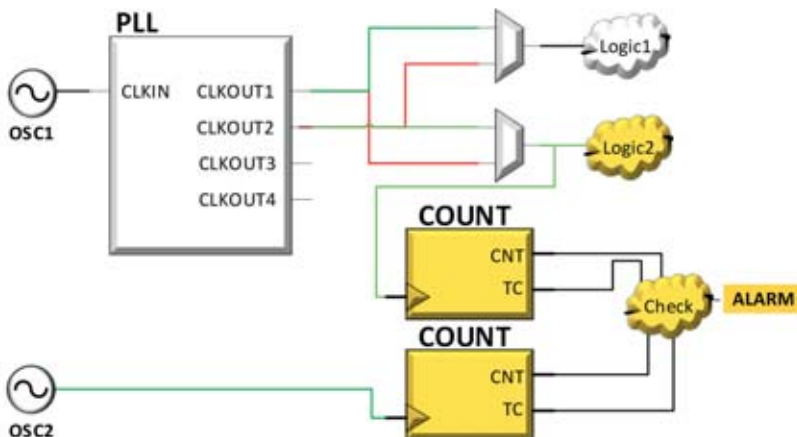 PLL
CLKIN
CLKOUT1
CLKOUT2
CLKOUT3
CLKOUT4
OSC1
Logic1
Logic2
COUNT
CNT
TC
Check
ALARM
COUNT
CNT
TC
OSC2